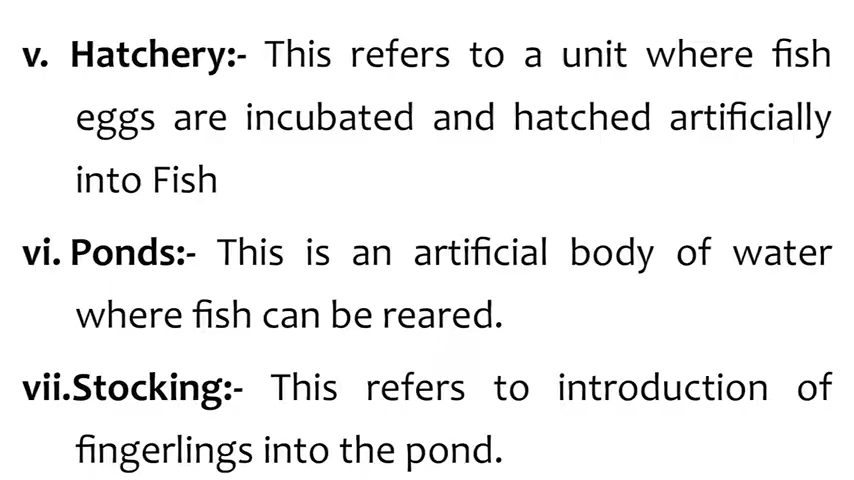 v. Hatchery:- This refers to a unit where fish
eggs are incubated and hatched artificially
into Fish
vi. Ponds:- This is an artificial body of water
where fish can be reared.
vii.Stocking:- This refers to introduction of
fingerlings into the pond.